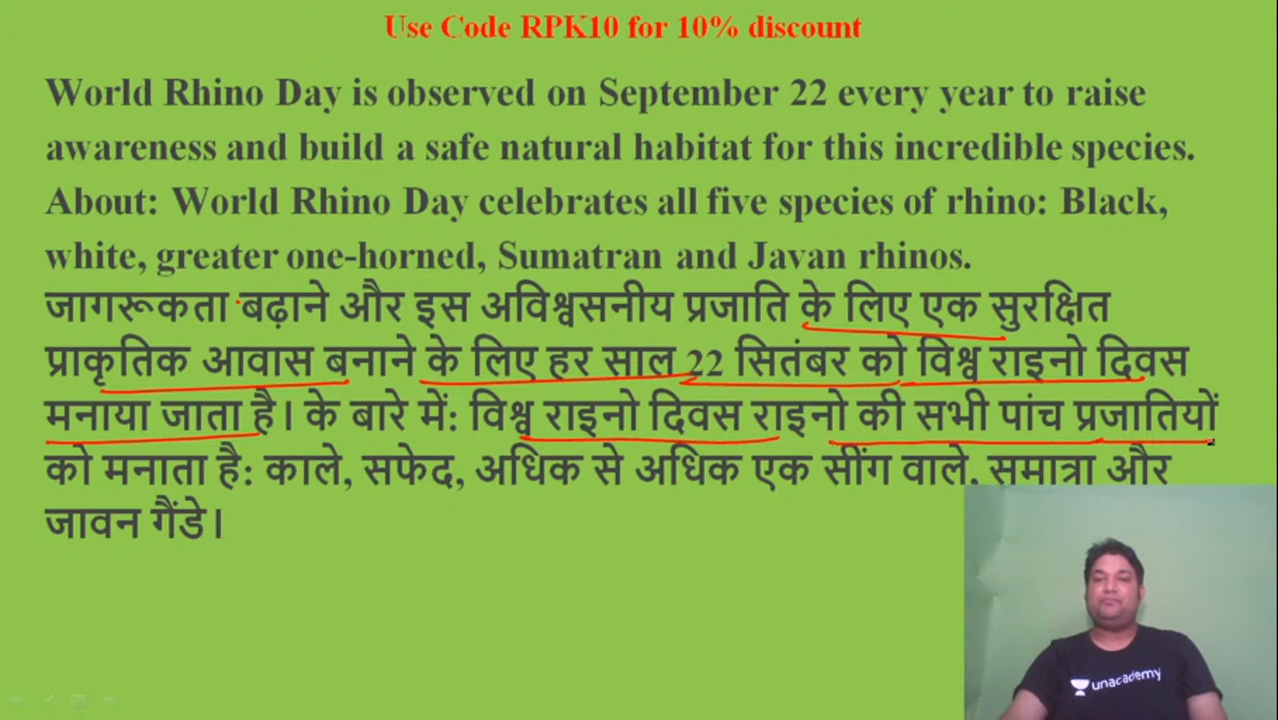 Use Code RPK10 for 10% discount
World Rhino Day is observed on September 22 every year to raise
awareness and build a safe natural habitat for this incredible species.
About: World Rhino Day celebrates all five species of rhino: Black,
white, greater one-horned, Sumatran and Javan rhinos.
जागरूकता बढ़ाने और इस अविश्वसनीय प्रजाति के लिए एक सुरक्षित
प्राकृतिक आवास बनाने के लिए हर साल 22 सितंबर को विश्व राइनो दिवस
मनाया जाता है। के बारे में: विश्व राइनो दिवस राइनो की सभी पांच प्रजातियों
को मनाता है: काले, सफेद, अधिक से अधिक एक सींग वाले, समात्रा और
जावन गैंडे।
unacademy